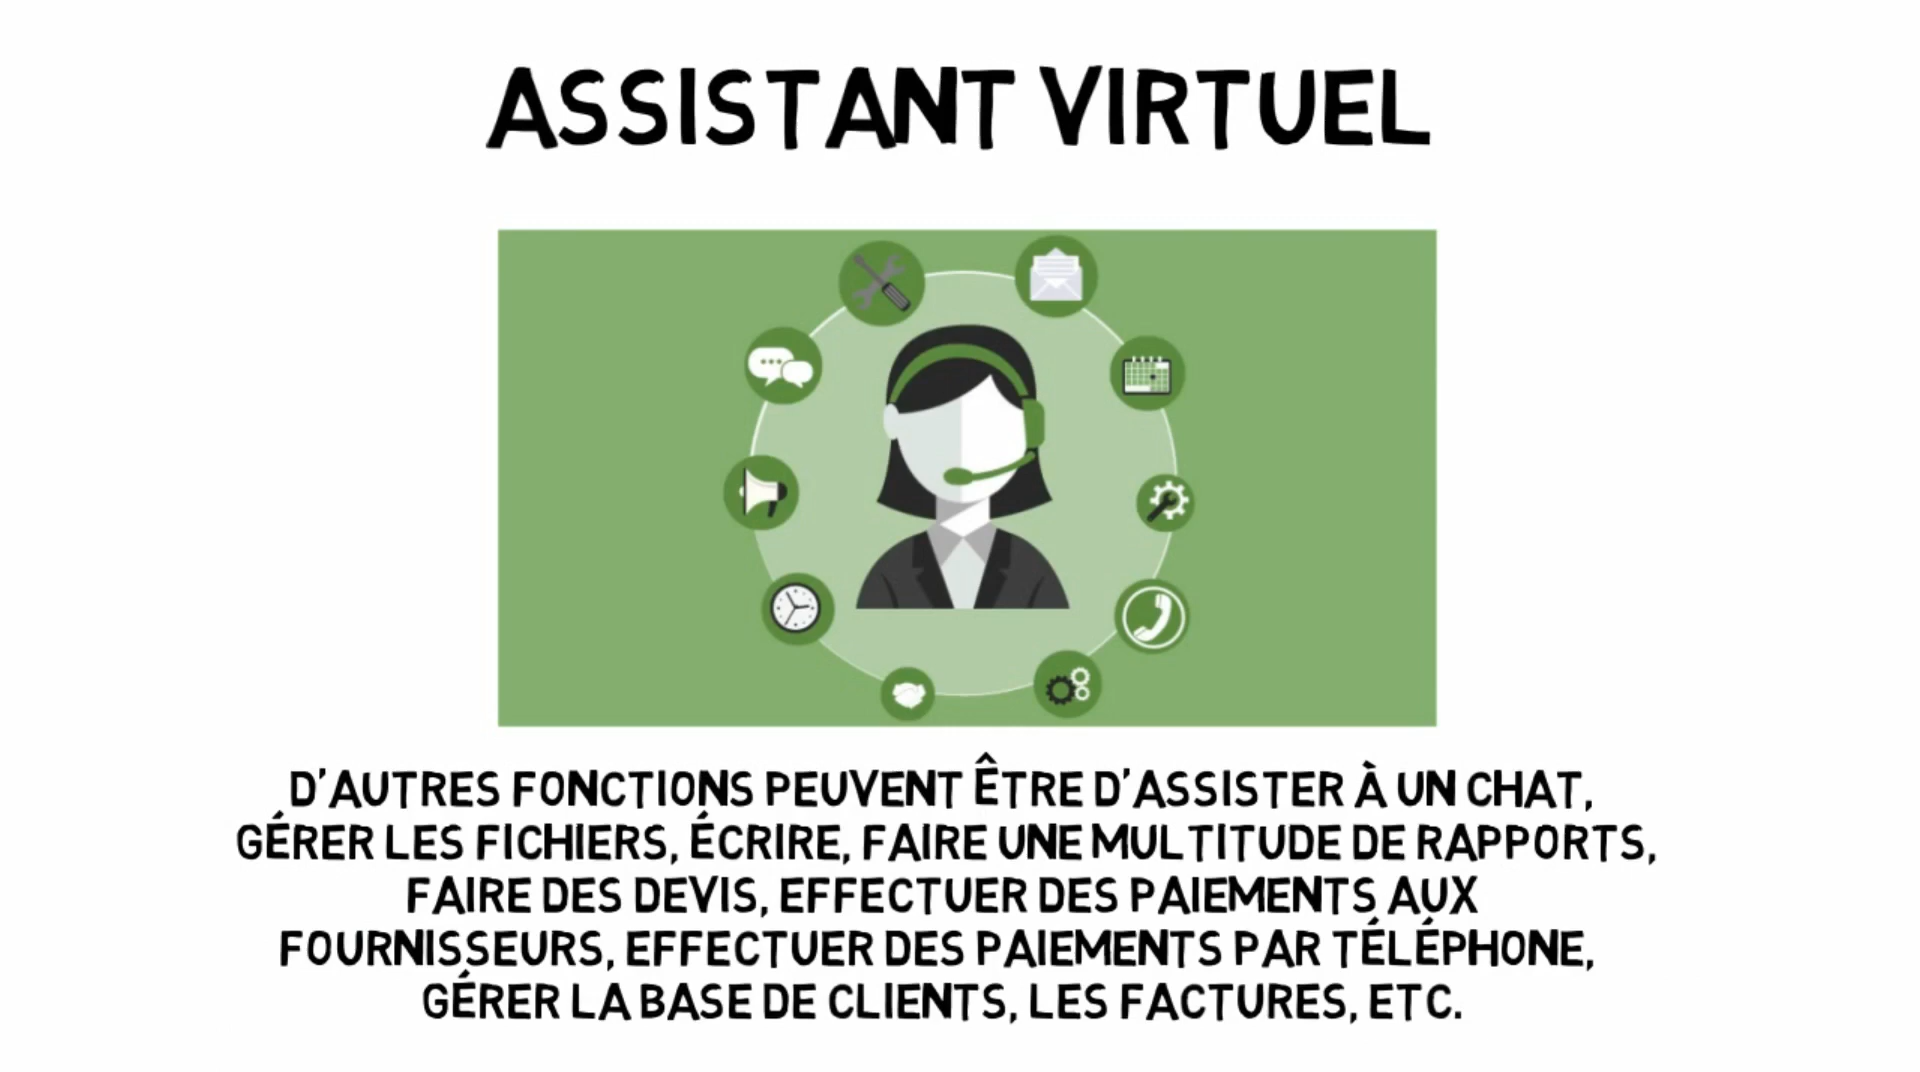 ASSISTANT VIRTUEL
D'AUTRES FONCTIONS PEUVENT ÊTRE D'ASSISTER À UN CHAT,
GÉRER LES FICHIERS, ÉCRIRE, FAIRE UNE MULTITUDE DE RAPPORTS,
FAIRE DES DEVIS, EFFECTUER DES PAIEMENTS AUX
FOURNISSEURS, EFFECTUER DES PAIEMENTS PAR TÉLÉPHONE,
GÉRER LA BASE DE CLIENTS, LES FACTURES, ETC.